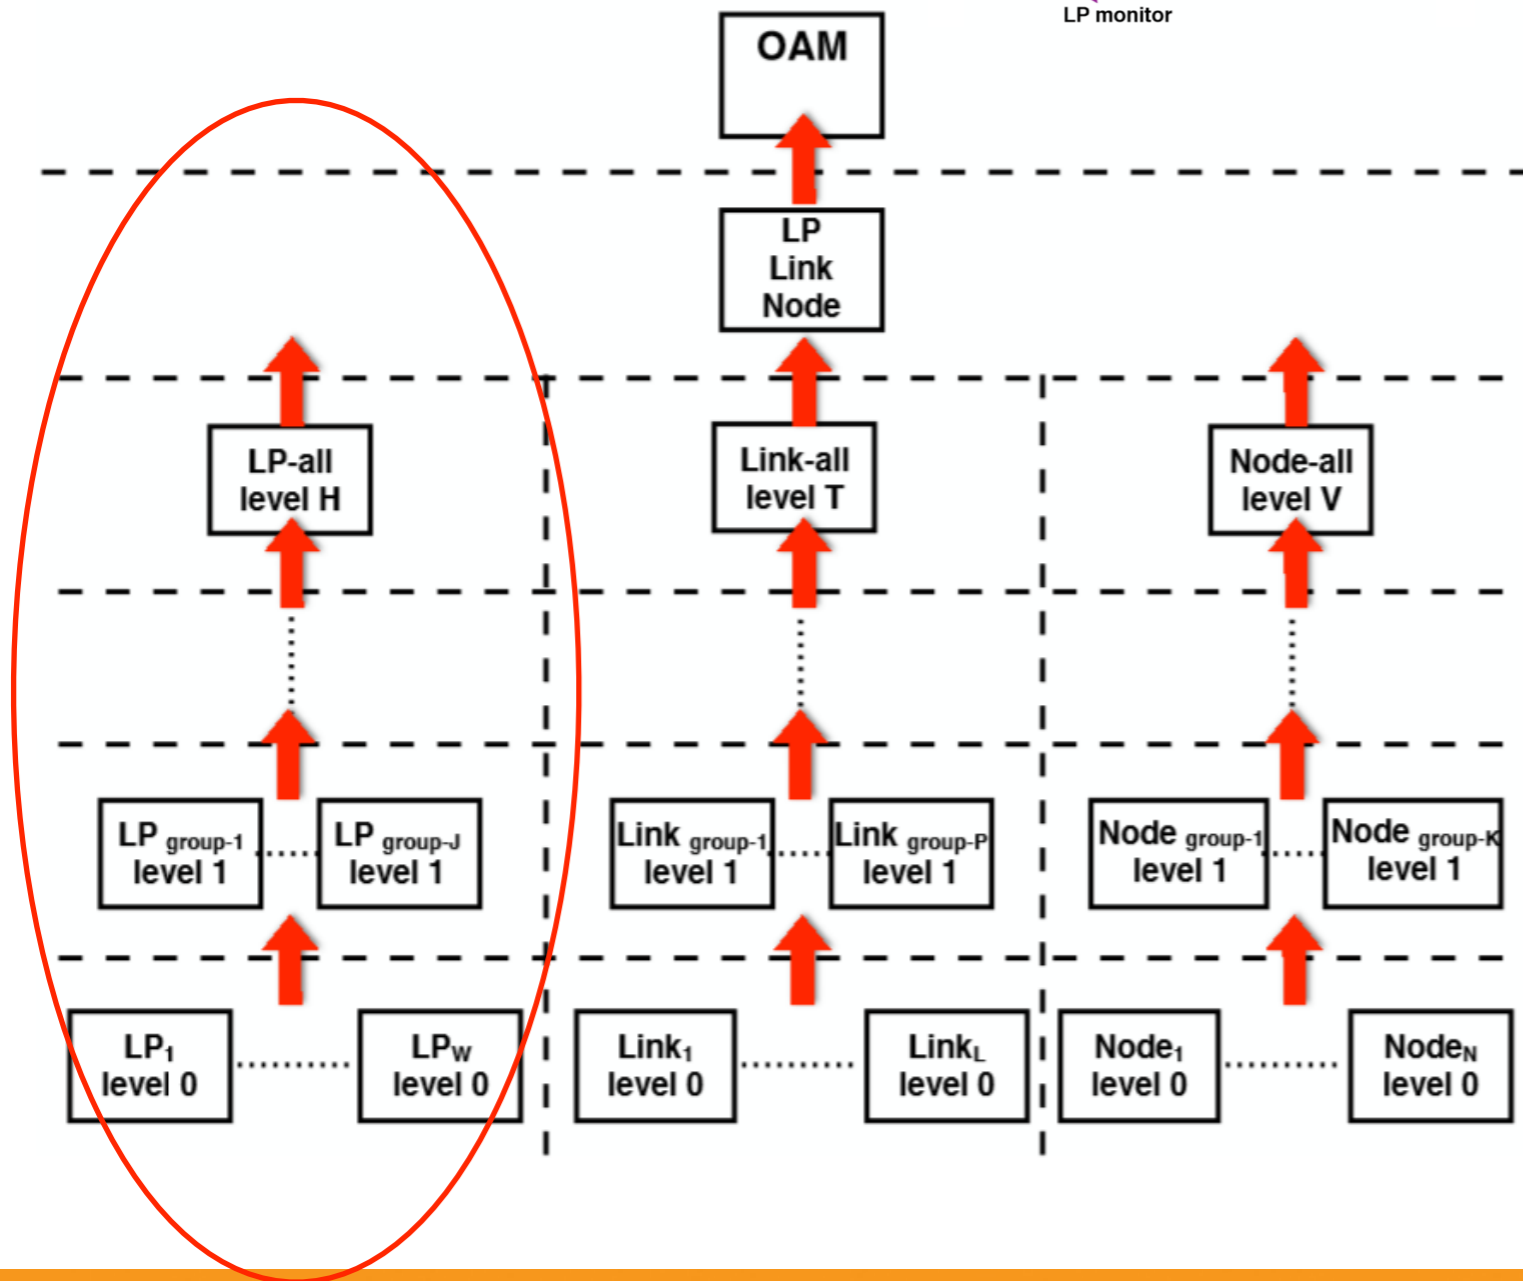 LP monitor
OAM
LP
Link
Node
LP-all
level H
Link-all
level T
Node-all
level V
LP group-1
level 1
LP group-J
level 1
Link group-1
level 1
Link group-P
level 1
Node group-1
level 1
Node group-K
level 1
LP1
level 0
LPW
level 0
Link1
level 0
LinkL
level 0
Node1
level 0
NodeN
level 0